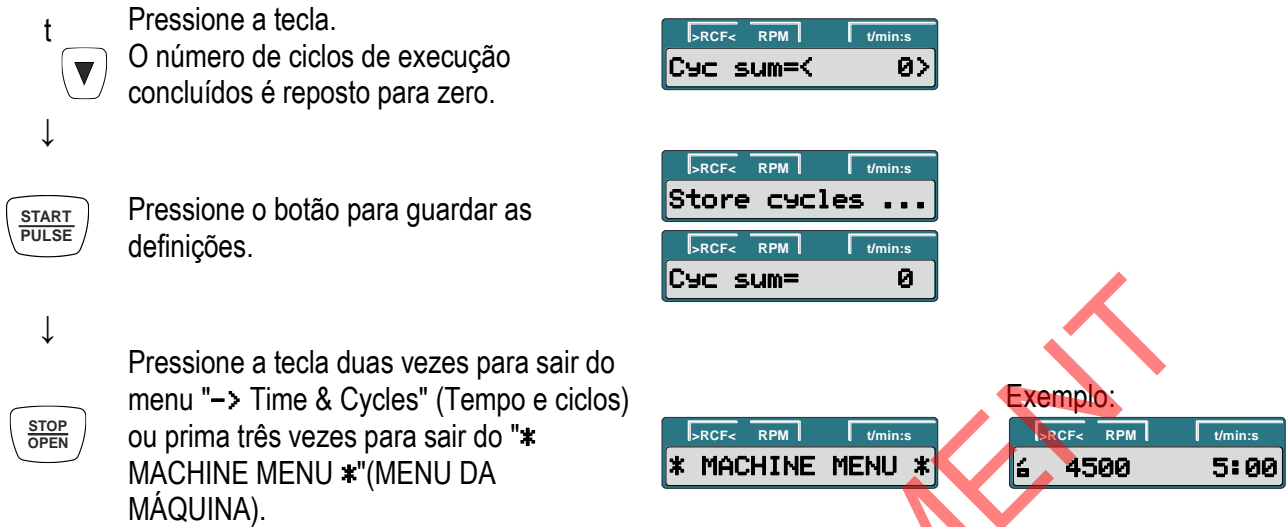 t
Pressione a tecla.
O número de ciclos de execução
concluídos é reposto para zero.
▼
>RCF< RPM t/min:s
Cyc sum=< 0>
↓
START
PULSE
Pressione o botão para guardar as
definições.
>RCF< RPM t/min:s
Store cycles ...
>RCF< RPM t/min:s
Cyc sum= 0
↓
STOP
OPEN
Pressione a tecla duas vezes para sair do
menu "-> Time & Cycles" (Tempo e ciclos)
ou prima três vezes para sair do "*
MACHINE MENU *"(MENU DA
MÁQUINA).
>RCF< RPM t/min:s
* MACHINE MENU *
Exemplo:
>RCF< RPM t/min:s
4500 5:00
MENT